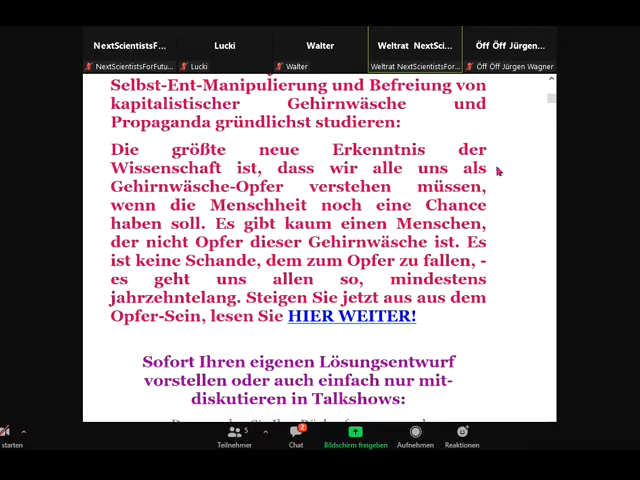 NextScientistsF...
Lucki
Walter
Weltrat NextSci...
Öff Öff Jürgen...
NextScientistsForFutu...
Lucki
Walter
Weltrat NextScientistsFor...
Öff Öff Jürgen Wagner
Selbst-Ent-Manipulierung und Befreiung von
kapitalistischer Gehirnwäsche und
Propaganda gründlichst studieren:
Die größte neue Erkenntnis der
Wissenschaft ist, dass wir alle uns als
Gehirnwäsche-Opfer verstehen müssen,
wenn die Menschheit noch eine Chance
haben soll. Es gibt kaum einen Menschen,
der nicht Opfer dieser Gehirnwäsche ist. Es
ist keine Schande, dem zum Opfer zu fallen, -
es geht uns allen so, mindestens
jahrzehntelang. Steigen Sie jetzt aus aus dem
Opfer-Sein, lesen Sie HIER WEITER!
Sofort Ihren eigenen Lösungsentwurf
vorstellen oder auch einfach nur mit-
diskutieren in Talkshows:
5
2
starten
Teilnehmer
Chat
Bildschirm freigeben
Aufnehmen
Reaktionen